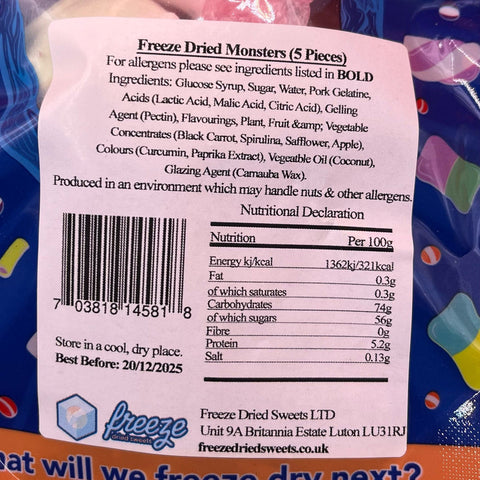 Freeze Dried Monsters (5 Pieces)
For allergens please see ingredients listed in BOLD
Ingredients: Glucose Syrup, Sugar, Water, Pork Gelatine,
Acids (Lactic Acid, Malic Acid, Citric Acid), Gelling
Agent (Pectin), Flavourings, Plant, Fruit &amp; Vegetable
Concentrates (Black Carrot, Spirulina, Safflower, Apple),
Colours (Curcumin, Paprika Extract), Vegeatble Oil (Coconut),
Glazing Agent (Carnauba Wax).
Produced in an environment which may handle nuts & other allergens.
Nutritional Declaration
Nutrition Per 100g
Energy kj/kcal 1362kj/321kcal
Fat 0.3g
of which saturates 0.3g
Carbohydrates 74g
of which sugars 56g
Fibre 0g
Protein 5.2g
Salt 0.13g
7 03818 14581 8
Store in a cool, dry place.
Best Before: 20/12/2025
freeze
dried sweets
Freeze Dried Sweets LTD
Unit 9A Britannia Estate Luton LU31RJ
freezedriedsweets.co.uk
hat will we freeze dry next?